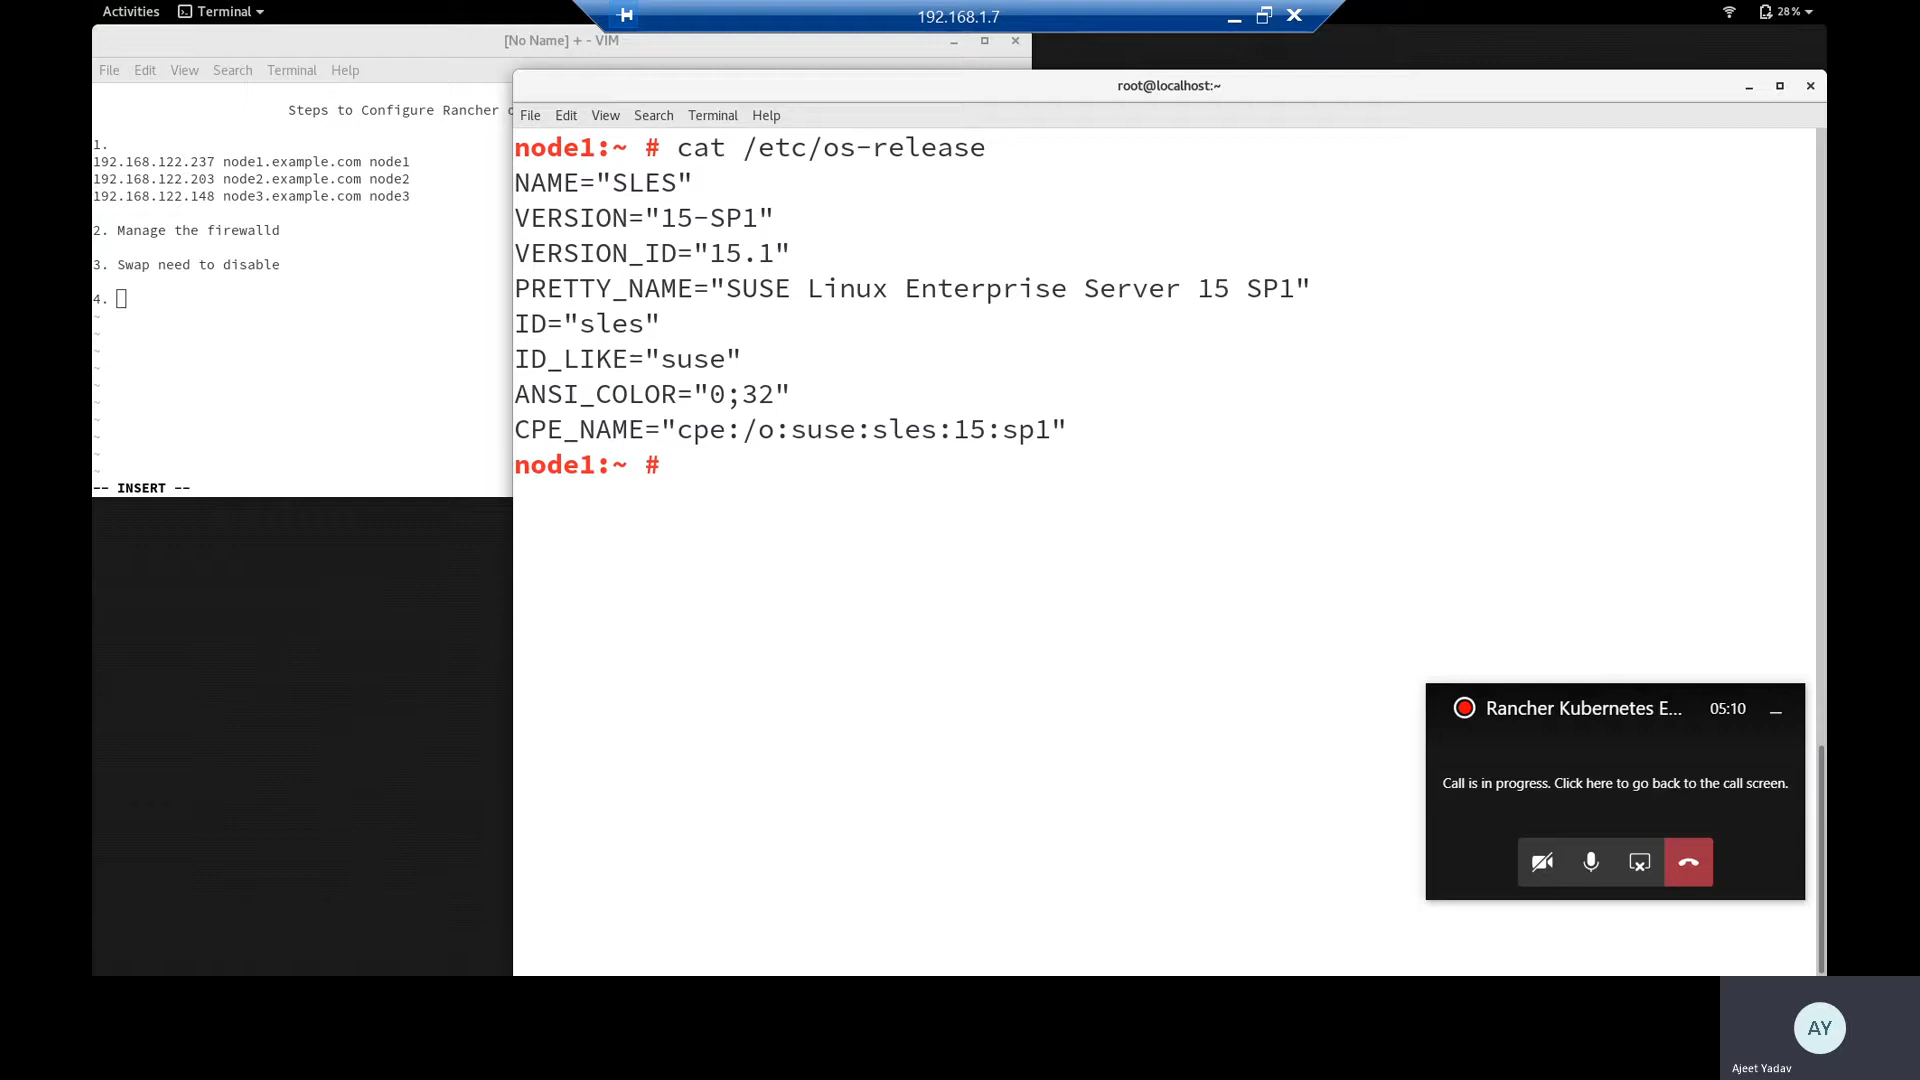 Activities
Terminal
192.168.1.7
28%
[No Name] + - VIM
File Edit View Search Terminal Help
Steps to Configure Rancher
1.
192.168.122.237 node1.example.com node1
192.168.122.203 node2.example.com node2
192.168.122.148 node3.example.com node3
2. Manage the firewalld
3. Swap need to disable
4.
~
~
~
~
~
~
~
~
~
~
-- INSERT --
root@localhost:~
File Edit View Search Terminal Help
node1:~ # cat /etc/os-release
NAME="SLES"
VERSION="15-SP1"
VERSION_ID="15.1"
PRETTY_NAME="SUSE Linux Enterprise Server 15 SP1"
ID="sles"
ID_LIKE="suse"
ANSI_COLOR="0;32"
CPE_NAME="cpe:/o:suse:sles:15:sp1"
node1:~ #
Rancher Kubernetes E... 05:10
Call is in progress. Click here to go back to the call screen.
AY
Ajeet Yadav